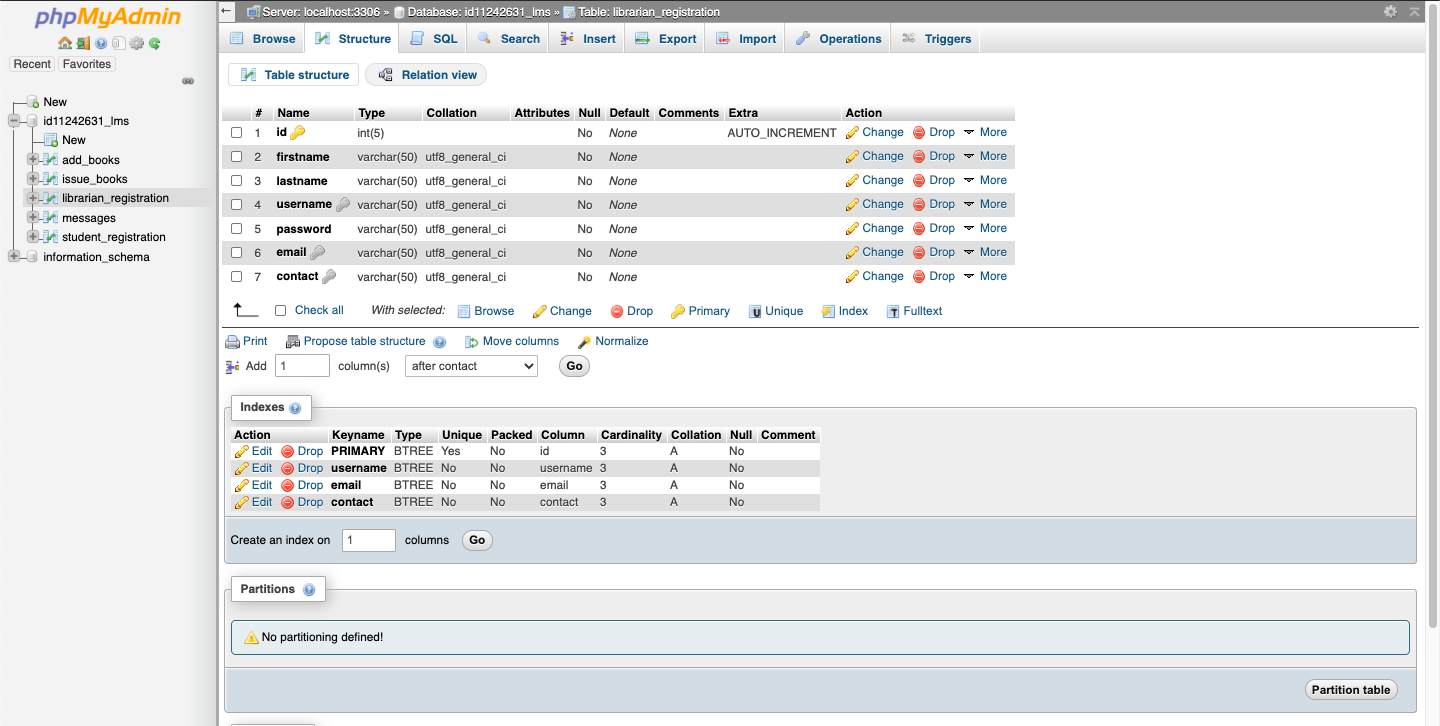 phpMyAdmin
Recent Favorites
New
id11242631_lms
New
add_books
issue_books
librarian_registration
messages
student_registration
information_schema
Server: localhost:3306 » Database: id11242631_lms » Table: librarian_registration
Browse Structure SQL Search Insert Export Import Operations Triggers
Table structure Relation view
# Name Type Collation Attributes Null Default Comments Extra Action
1 id int(5) No None AUTO_INCREMENT Change Drop More
2 firstname varchar(50) utf8_general_ci No None Change Drop More
3 lastname varchar(50) utf8_general_ci No None Change Drop More
4 username varchar(50) utf8_general_ci No None Change Drop More
5 password varchar(50) utf8_general_ci No None Change Drop More
6 email varchar(50) utf8_general_ci No None Change Drop More
7 contact varchar(50) utf8_general_ci No None Change Drop More
Check all With selected: Browse Change Drop Primary Unique Index Fulltext
Print Propose table structure Move columns Normalize
Add 1 column(s) after contact Go
Indexes
Action Keyname Type Unique Packed Column Cardinality Collation Null Comment
Edit Drop PRIMARY BTREE Yes No id 3 A No
Edit Drop username BTREE No No username 3 A No
Edit Drop email BTREE No No email 3 A No
Edit Drop contact BTREE No No contact 3 A No
Create an index on 1 columns Go
Partitions
No partitioning defined!
Partition table